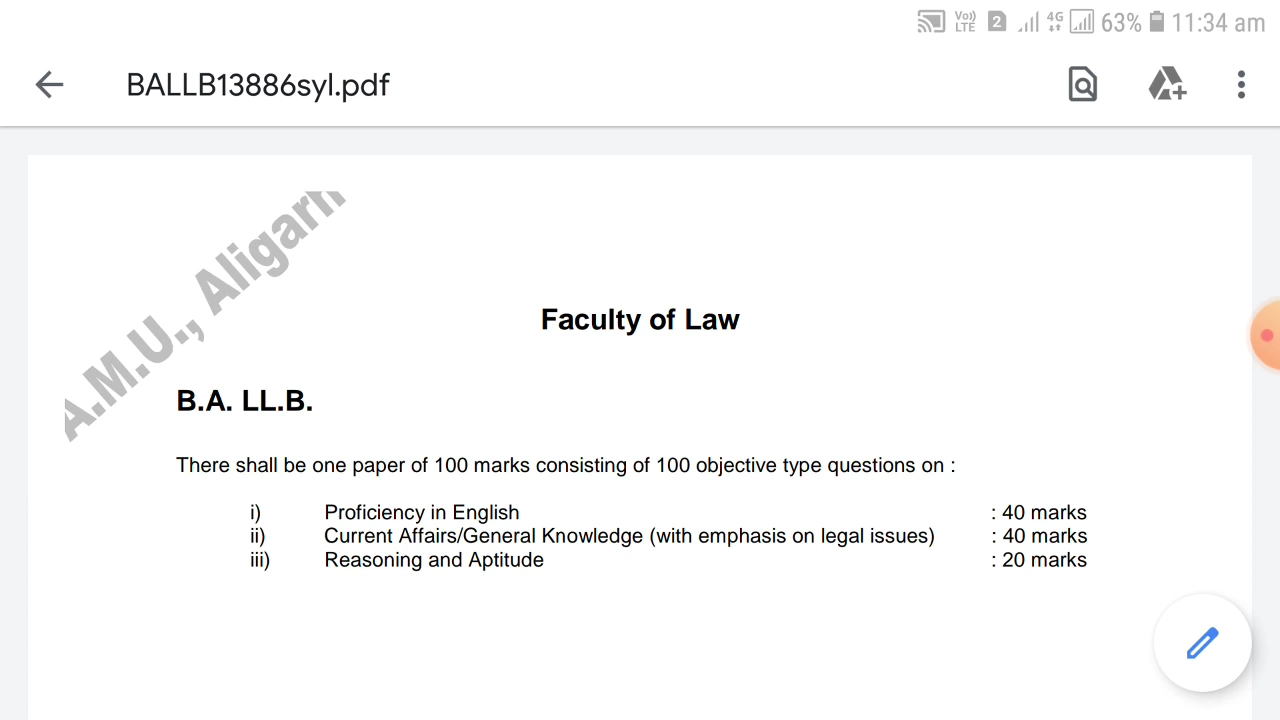 Vo)) LTE 2 4G 63% 11:34 am
BALLB13886syl.pdf
A.M.U., Aligarh
Faculty of Law
B.A. LL.B.
There shall be one paper of 100 marks consisting of 100 objective type questions on :
i) Proficiency in English : 40 marks
ii) Current Affairs/General Knowledge (with emphasis on legal issues) : 40 marks
iii) Reasoning and Aptitude : 20 marks